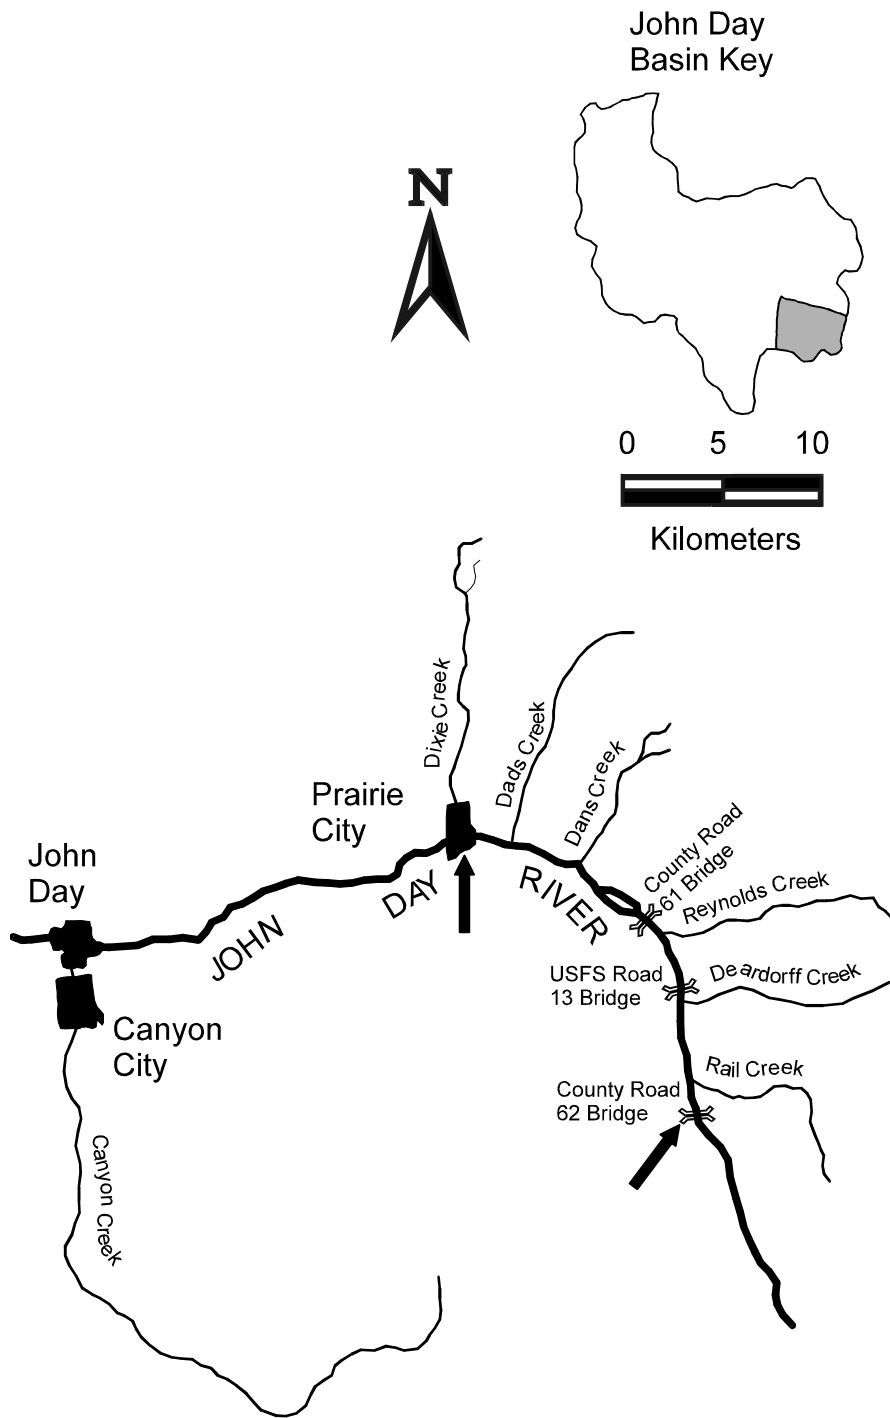 John Day
Basin Key
N
0 5 10
Kilometers
Dixie Creek
Dads Creek
Dans Creek
Prairie
City
County Road
61 Bridge
John
Day
Reynolds Creek
JOHN DAY RIVER
USFS Road
13 Bridge
Deardorff Creek
Canyon
City
Rail Creek
County Road
62 Bridge
Canyon Creek